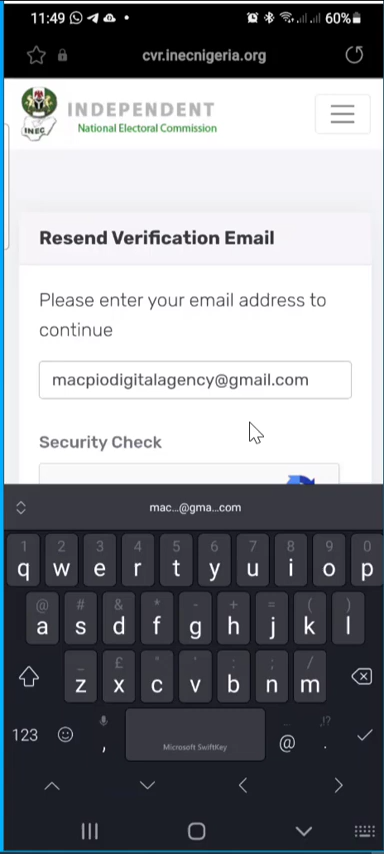 11:49 60%
cvr.inecnigeria.org
INDEPENDENT
National Electoral Commission
INEC
Resend Verification Email
Please enter your email address to
continue
macpiodigitalagency@gmail.com
Security Check
mac...@gma...com
1 2 3 4 5 6 7 8 9 0
q w e r t y u i o p
@ # & * - + = ( )
a s d f g h j k l
_ £ " ' : ; /
z x c v b n m
123 , Microsoft SwiftKey @ . ,!?